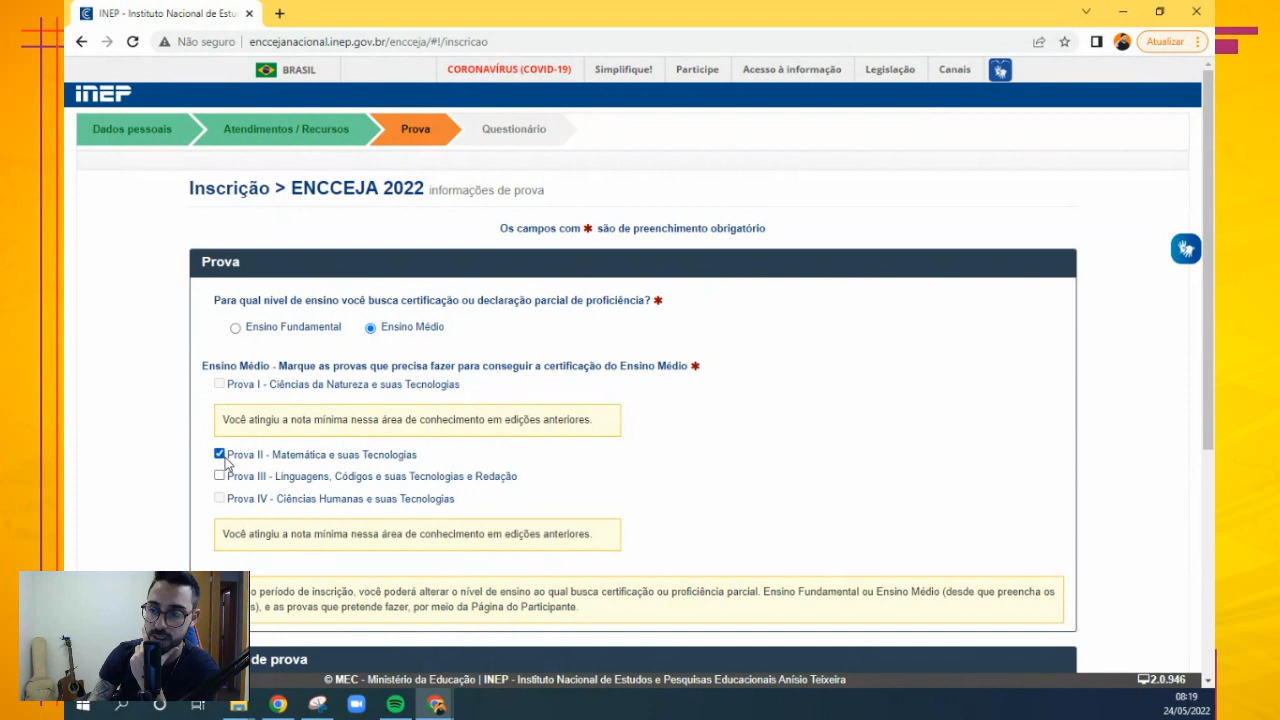 INEP - Instituto Nacional de Estu
Não seguro
enccejanacional.inep.gov.br/encceja/#!/inscricao
Atualizar
BRASIL
CORONAVÍRUS (COVID-19)
Simplifique!
Participe
Acesso à informação
Legislação
Canais
inep
Dados pessoais
Atendimentos / Recursos
Prova
Questionário
Inscrição > ENCCEJA 2022 informações de prova
Os campos com * são de preenchimento obrigatório
Prova
Para qual nível de ensino você busca certificação ou declaração parcial de proficiência? *
Ensino Fundamental
Ensino Médio
Ensino Médio - Marque as provas que precisa fazer para conseguir a certificação do Ensino Médio *
Prova I - Ciências da Natureza e suas Tecnologias
Você atingiu a nota mínima nessa área de conhecimento em edições anteriores.
Prova II - Matemática e suas Tecnologias
Prova III - Linguagens, Códigos e suas Tecnologias e Redação
Prova IV - Ciências Humanas e suas Tecnologias
Você atingiu a nota mínima nessa área de conhecimento em edições anteriores.
o período de inscrição, você poderá alterar o nível de ensino ao qual busca certificação ou proficiência parcial. Ensino Fundamental ou Ensino Médio (desde que preencha os
s), e as provas que pretende fazer, por meio da Página do Participante.
de prova
© MEC - Ministério da Educação | INEP - Instituto Nacional de Estudos e Pesquisas Educacionais Anísio Teixeira
2.0.946
08:19
24/05/2022